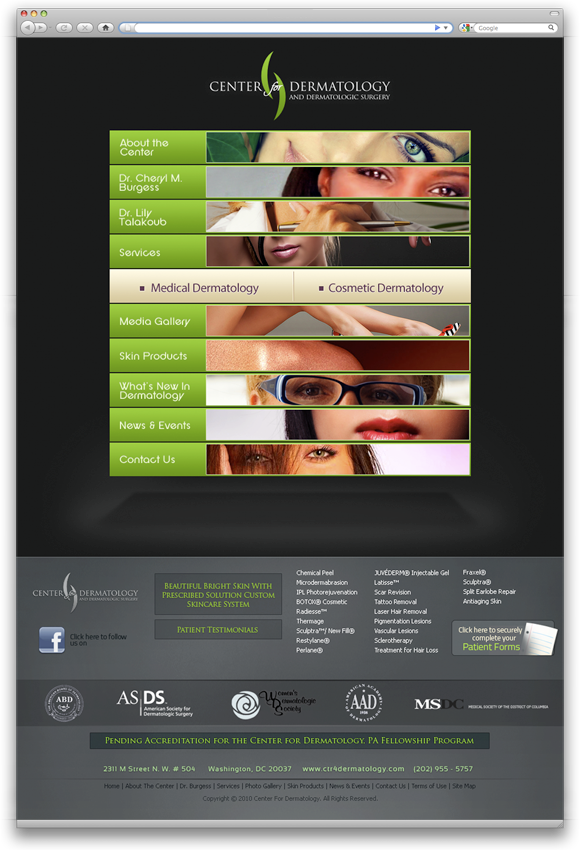 Google
CENTER for DERMATOLOGY
AND DERMATOLOGIC SURGERY
About the
Center
Dr. Cheryl M.
Burgess
Dr. Lily
Talakoub
Services
Medical Dermatology
Cosmetic Dermatology
Media Gallery
Skin Products
What's New In
Dermatology
News & Events
Contact Us
CENTER for DERMATOLOGY
AND DERMATOLOGIC SURGERY
Click here to follow
us on
BEAUTIFUL BRIGHT SKIN WITH
PRESCRIBED SOLUTION CUSTOM
SKINCARE SYSTEM
PATIENT TESTIMONIALS
Chemical Peel
Microdermabrasion
IPL Photorejuvenation
BOTOX® Cosmetic
Radiesse™
Thermage
Sculptra™/ New Fill®
Restylane®
Perlane®
JUVÉDERM® Injectable Gel
Latisse™
Scar Revision
Tattoo Removal
Laser Hair Removal
Pigmentation Lesions
Vascular Lesions
Sclerotherapy
Treatment for Hair Loss
Fraxel®
Sculptra®
Split Earlobe Repair
Antiaging Skin
Click here to securely
complete your
Patient Forms
ABD
ASDS
American Society for
Dermatologic Surgery
Women's
Dermatologic
Society
AMERICAN ACADEMY
AAD
1938
DERMATOLOGY
MSDC MEDICAL SOCIETY OF THE DISTRICT OF COLUMBIA
PENDING ACCREDITATION FOR THE CENTER FOR DERMATOLOGY, PA FELLOWSHIP PROGRAM
2311 M Street N. W. # 504 Washington, DC 20037 www.ctr4dermatology.com (202) 955 - 5757
Home | About The Center | Dr. Burgess | Services | Photo Gallery | Skin Products | News & Events | Contact Us | Terms of Use | Site Map
Copyright © 2010 Center For Dermatology. All Rights Reserved.